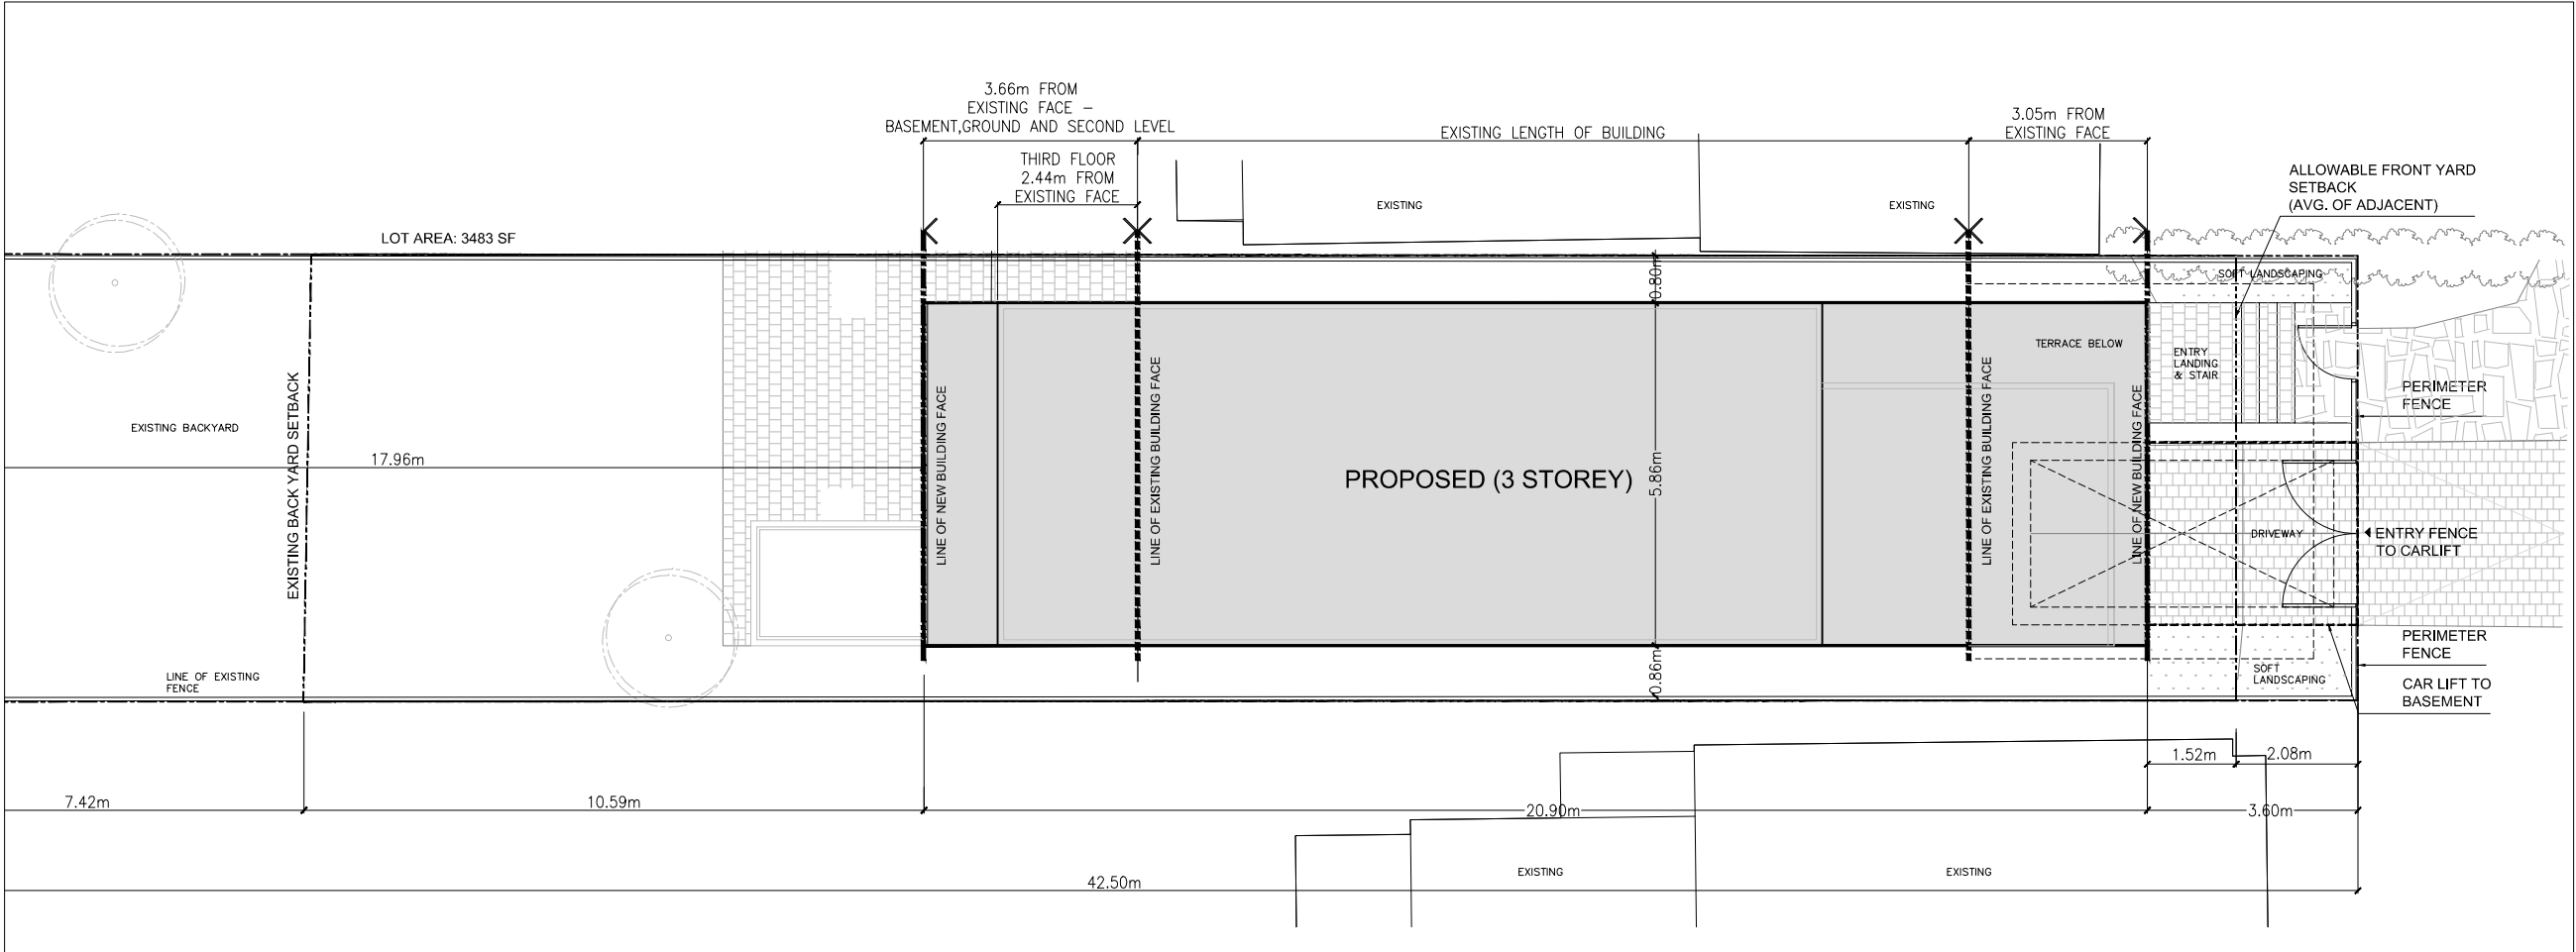 3.66m FROM
EXISTING FACE –
BASEMENT,GROUND AND SECOND LEVEL
EXISTING LENGTH OF BUILDING
3.05m FROM
EXISTING FACE
THIRD FLOOR
2.44m FROM
EXISTING FACE
ALLOWABLE FRONT YARD
SETBACK
(AVG. OF ADJACENT)
EXISTING
EXISTING
LOT AREA: 3483 SF
0.80m
SOFT LANDSCAPING
TERRACE BELOW
ENTRY
LANDING
& STAIR
PERIMETER
FENCE
EXISTING BACKYARD
EXISTING BACK YARD SETBACK
17.96m
LINE OF NEW BUILDING FACE
LINE OF EXISTING BUILDING FACE
PROPOSED (3 STOREY)
5.86m
LINE OF EXISTING BUILDING FACE
LINE OF NEW BUILDING FACE
DRIVEWAY
ENTRY FENCE
TO CARLIFT
PERIMETER
FENCE
LINE OF EXISTING
FENCE
0.86m
SOFT
LANDSCAPING
CAR LIFT TO
BASEMENT
1.52m
2.08m
7.42m
10.59m
20.90m
3.60m
EXISTING
EXISTING
42.50m